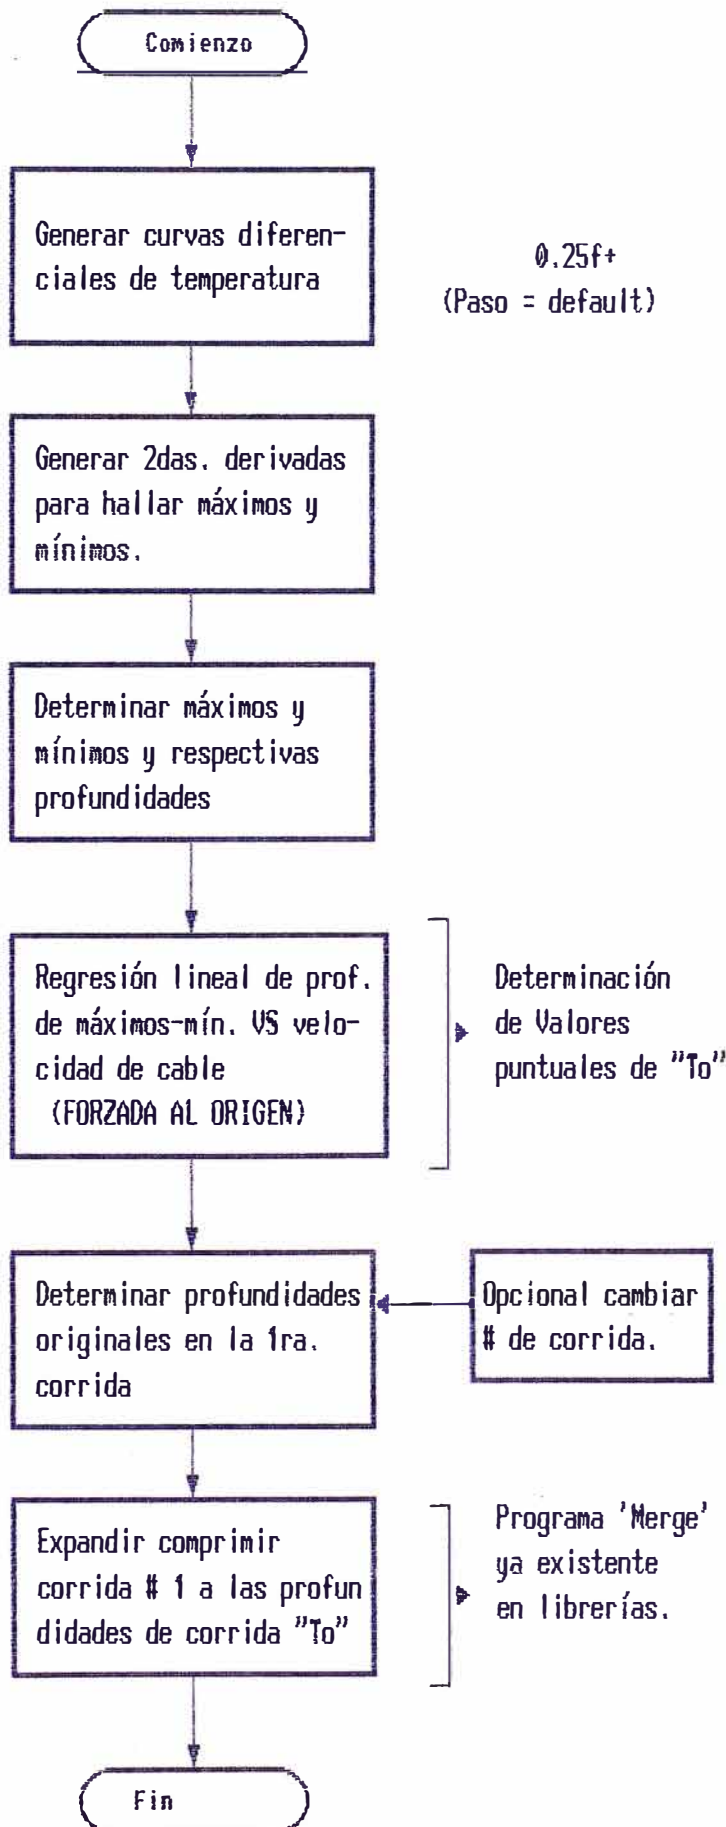 Comienzo
Generar curvas diferen-
ciales de temperatura
0.25f+
(Paso = default)
Generar 2das. derivadas
para hallar máximos y
mínimos.
Determinar máximos y
mínimos y respectivas
profundidades
Regresión lineal de prof.
de máximos-mín. VS velo-
cidad de cable
(FORZADA AL ORIGEN)
Determinación
de Valores
puntuales de "To"
Determinar profundidades
originales en la 1ra.
corrida
Opcional cambiar
# de corrida.
Expandir comprimir
corrida # 1 a las profun
didades de corrida "To"
Programa 'Merge'
ya existente
en librerías.
Fin